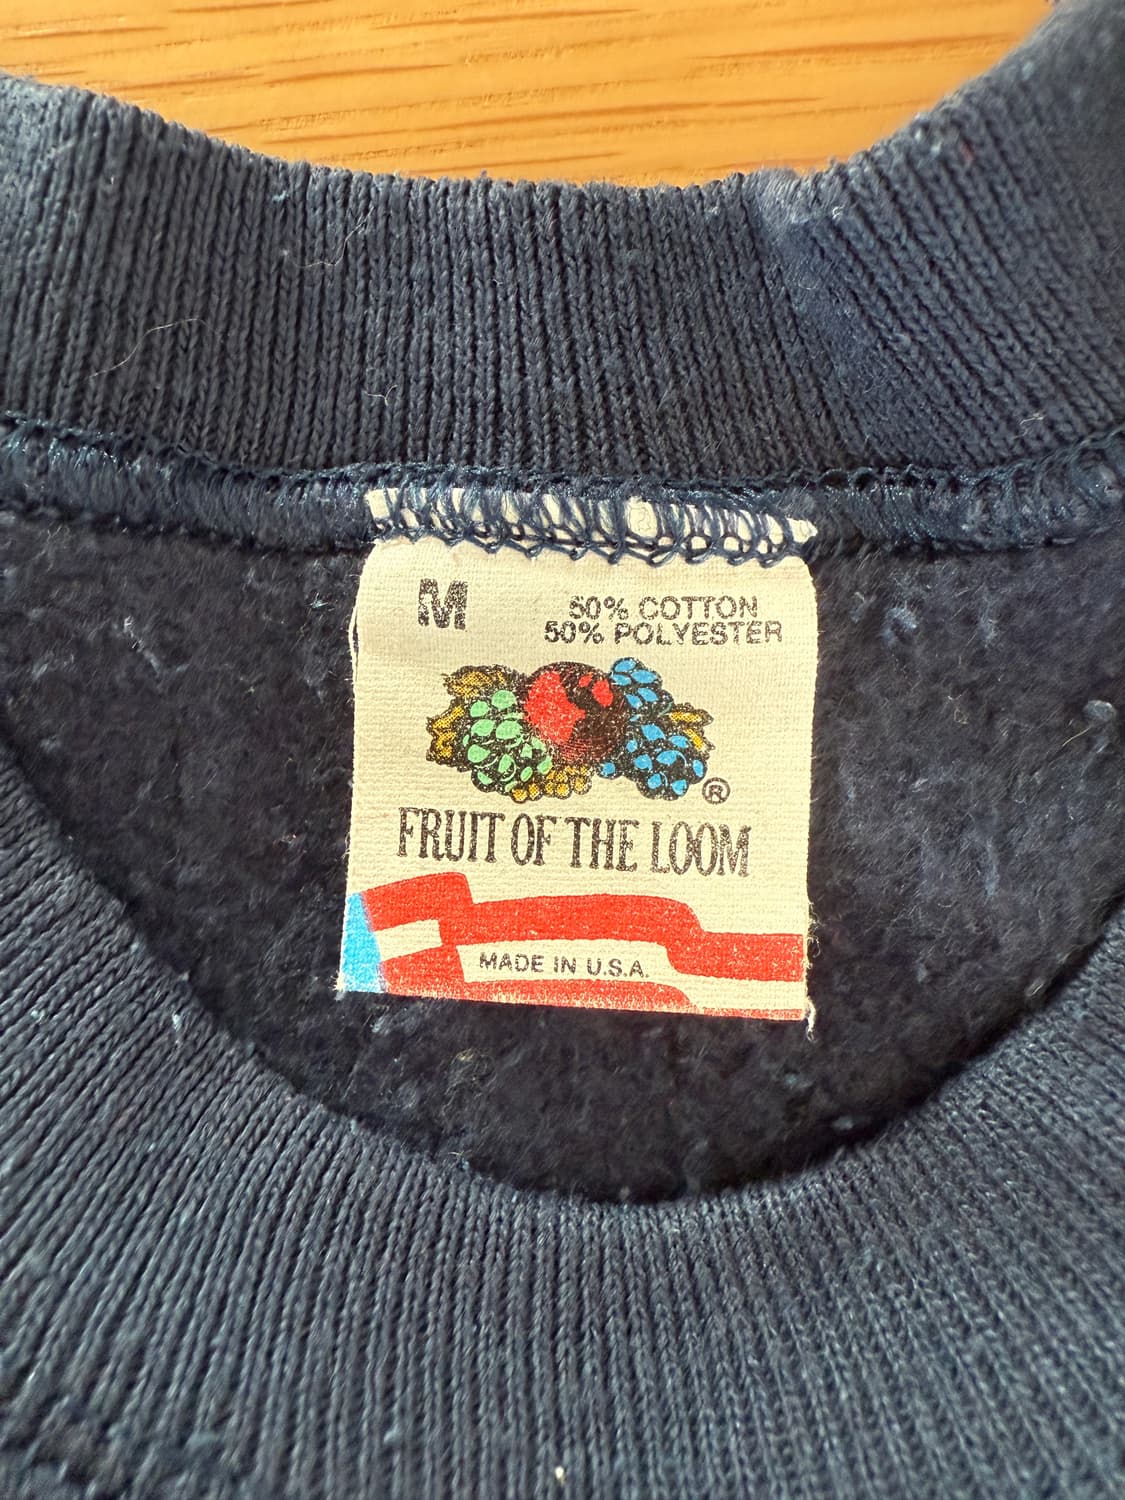 M
50% COTTON
50% POLYESTER
®
FRUIT OF THE LOOM
MADE IN U.S.A.